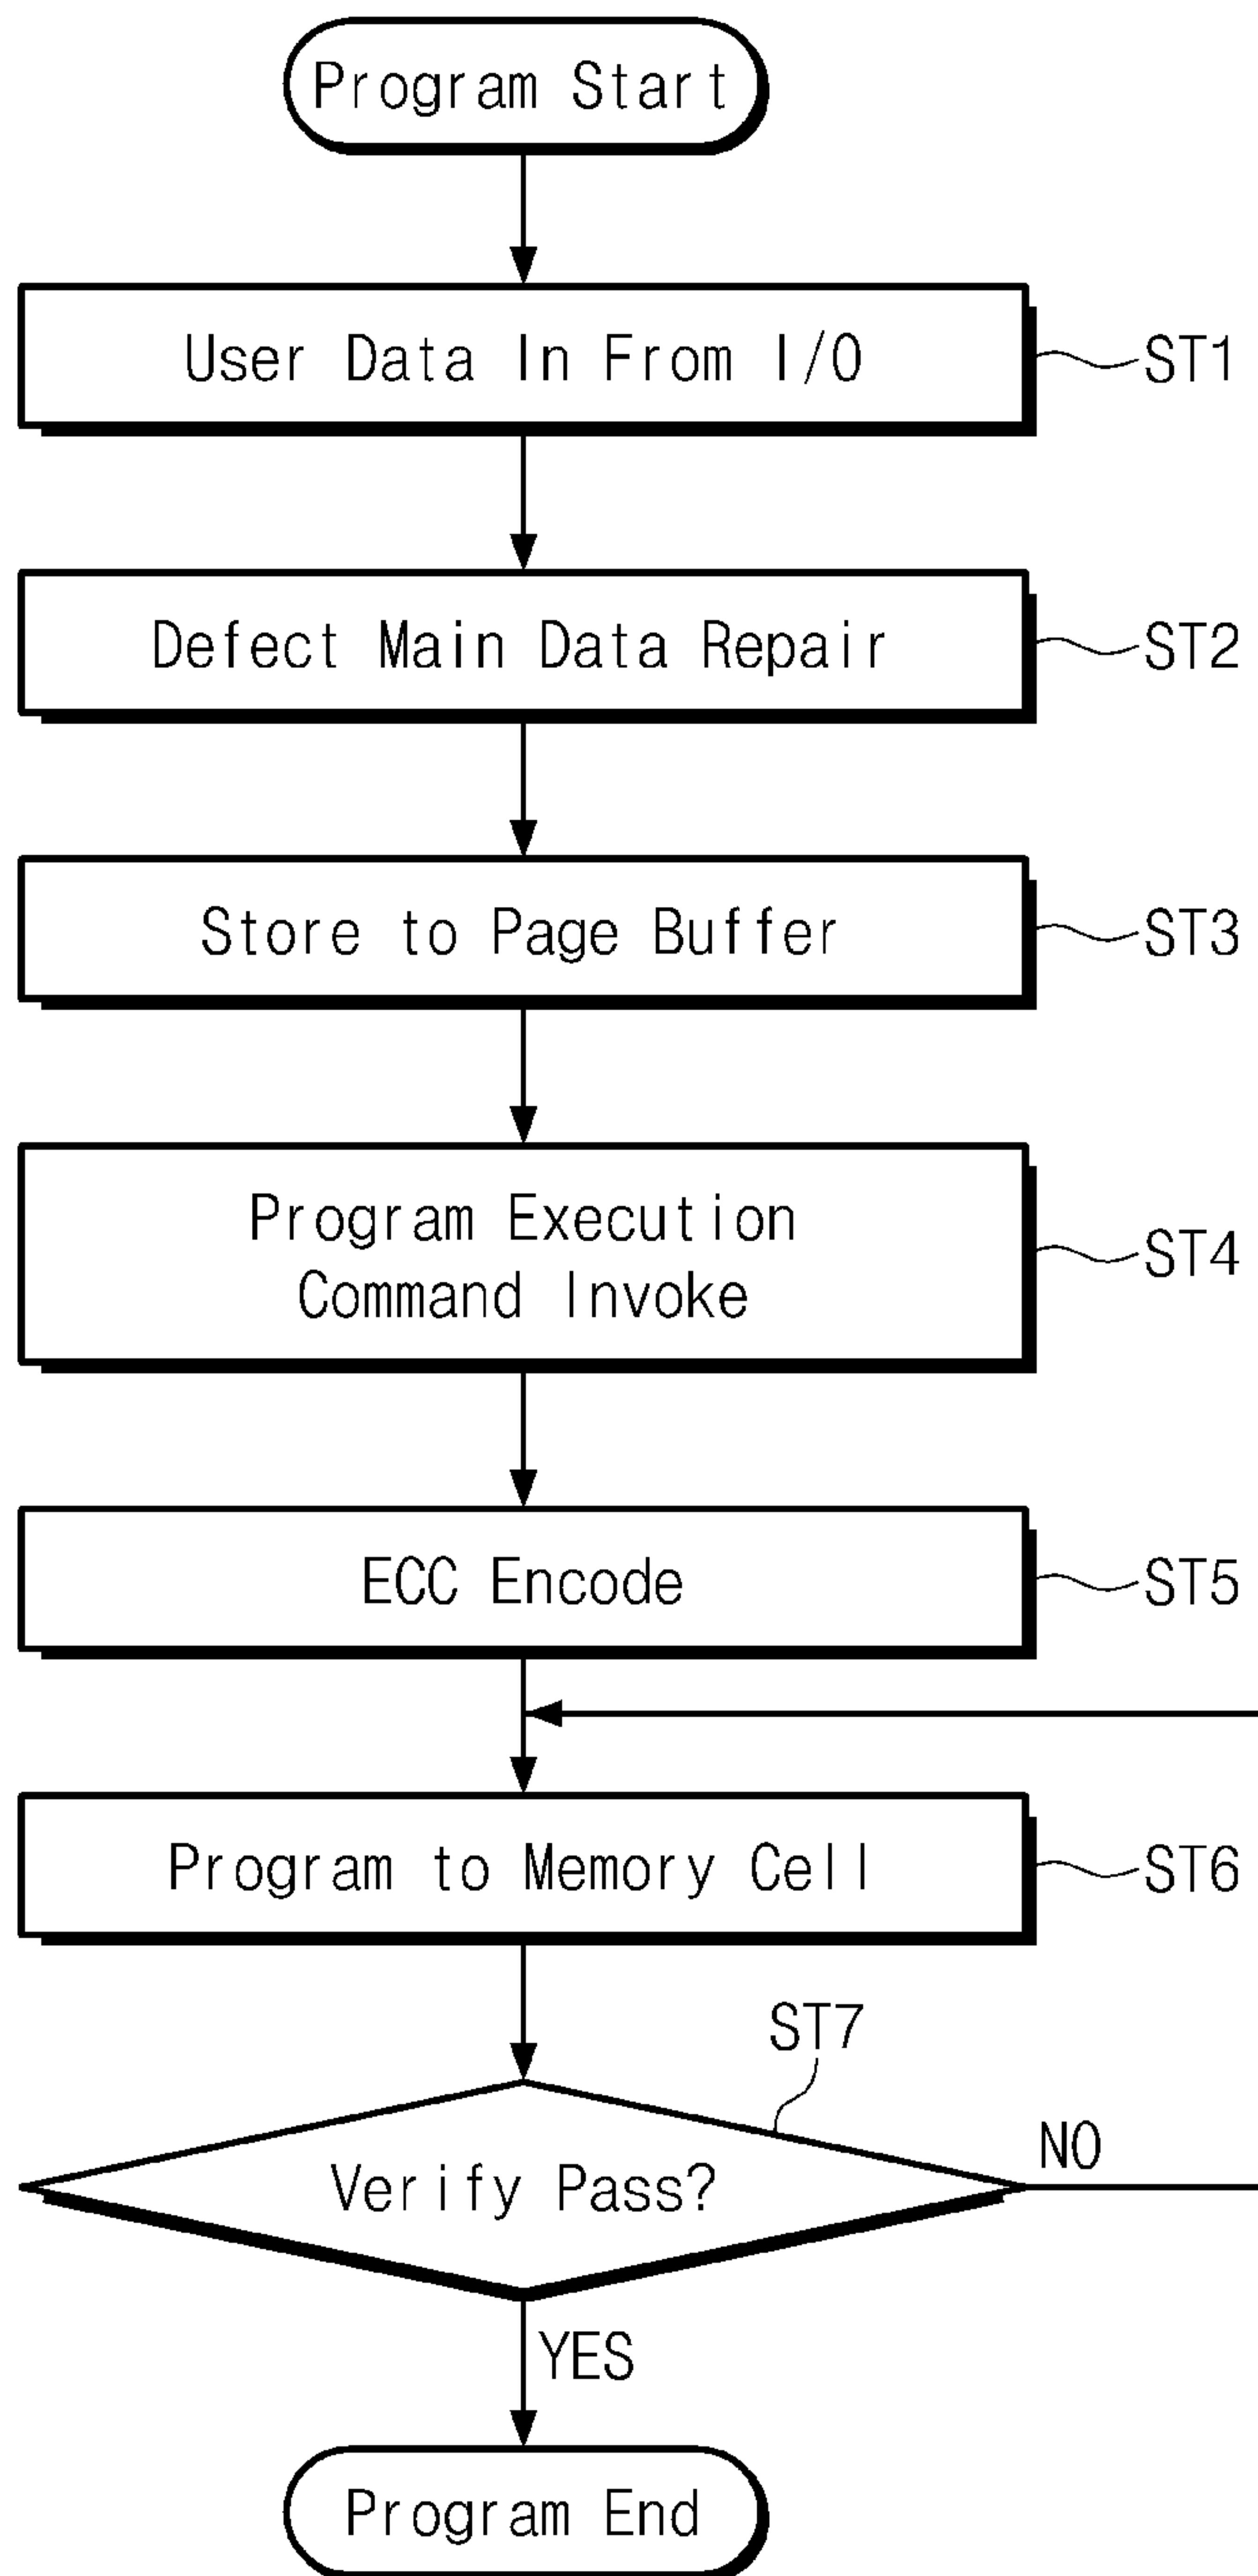 Program Start
User Data In From I/O
ST1
Defect Main Data Repair
ST2
Store to Page Buffer
ST3
Program Execution
Command Invoke
ST4
ECC Encode
ST5
Program to Memory Cell
ST6
ST7
Verify Pass?
NO
YES
Program End